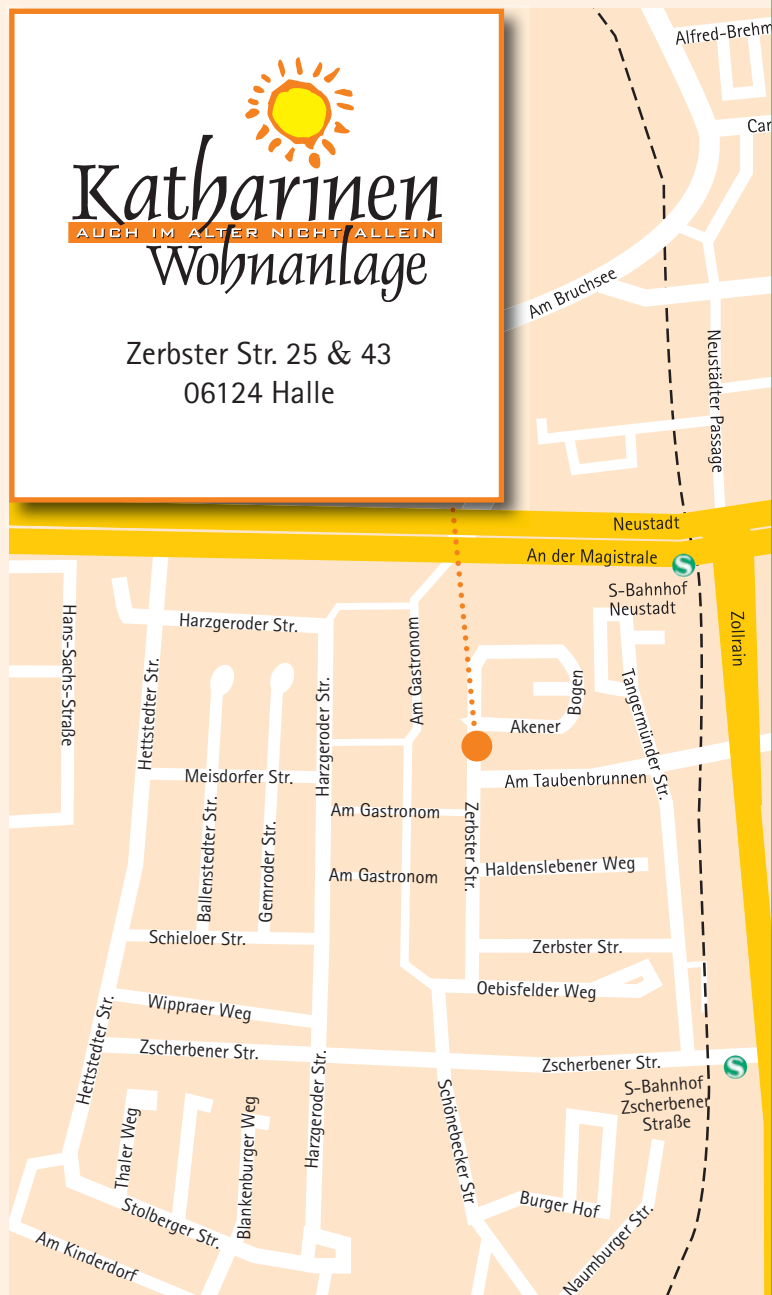 Katharinen
AUCH IM ALTER NICHT ALLEIN
Wohnanlage
Zerbster Str. 25 & 43
06124 Halle
Alfred-Brehm
Car
Am Bruchsee
Neustädter Passage
Neustadt
An der Magistrale
S
S-Bahnhof
Neustadt
Zollrain
Hans-Sachs-Straße
Harzgeroder Str.
Hettstedter Str.
Am Gastronom
Harzgeroder Str.
Bogen
Akener
Tangermünder Str.
Meisdorfer Str.
Am Taubenbrunnen
Ballenstedter Str.
Gernroder Str.
Am Gastronom
Zerbster Str.
Am Gastronom
Haldenslebener Weg
Schieloer Str.
Zerbster Str.
Oebisfelder Weg
Wippraer Weg
Hettstedter Str.
Zscherbener Str.
Zscherbener Str.
S
S-Bahnhof
Zscherbener
Straße
Harzgeroder Str.
Schönebecker Str
Thaler Weg
Blankenburger Weg
Stolberger Str.
Burger Hof
Naumburger Str.
Am Kinderdorf